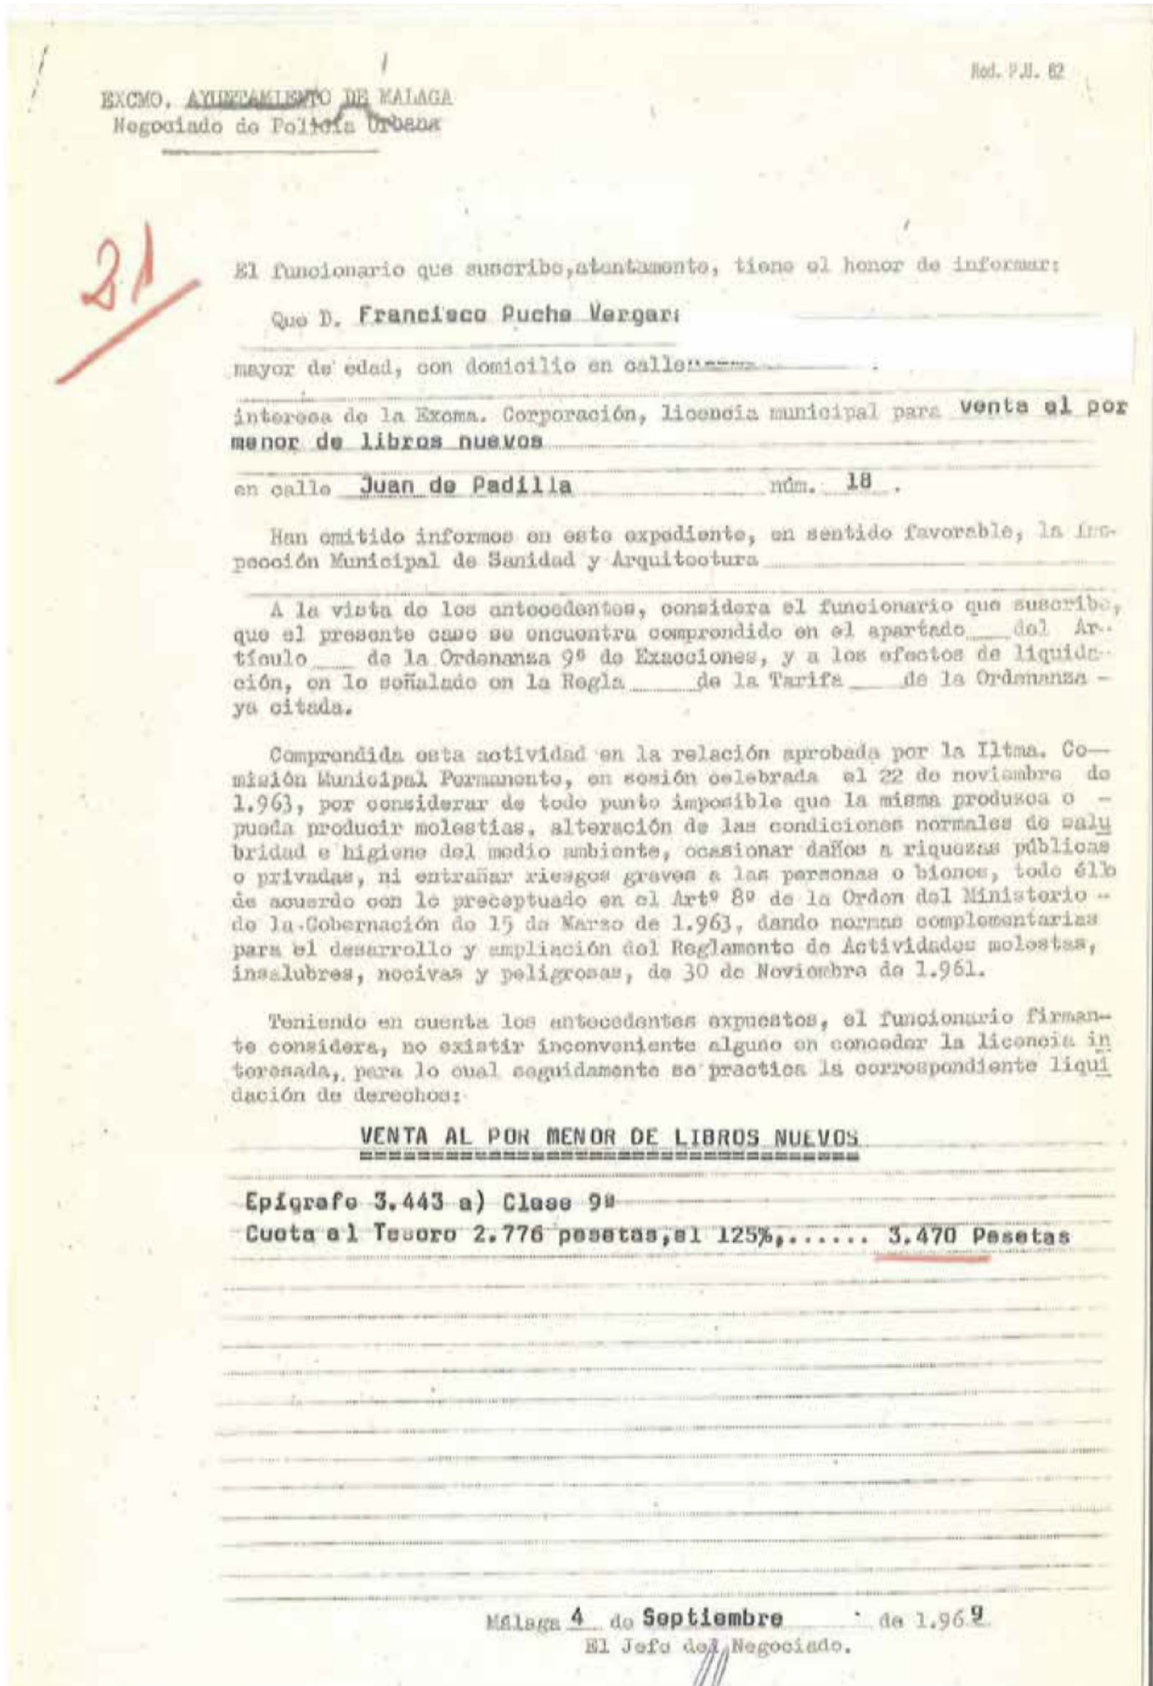 Mod. P.U. 62
EXCMO. AYUNTAMIENTO DE MALAGA
Negociado de Policía Urbana
21
El funcionario que suscribe, atentamente, tiene el honor de informar:
Que D. Francisco Puche Vergar
mayor de edad, con domicilio en calle
interesa de la Excma. Corporación, licencia municipal para venta al por
menor de libros nuevos
en calle Juan de Padilla núm. 18 .
Han emitido informes en este expediente, en sentido favorable, la Ins-
pección Municipal de Sanidad y Arquitectura
A la vista de los antecedentes, considera el funcionario que suscribe,
que el presente caso se encuentra comprendido en el apartado ___ del Ar-
tículo ___ de la Ordenanza 9ª de Exacciones, y a los efectos de liquida-
ción, en lo señalado en la Regla ___ de la Tarifa ___ de la Ordenanza -
ya citada.
Comprendida esta actividad en la relación aprobada por la Iltma. Co-
misión Municipal Permanente, en sesión celebrada el 22 de noviembre de
1.963, por considerar de todo punto imposible que la misma produzca o -
pueda producir molestias, alteración de las condiciones normales de salu
bridad e higiene del medio ambiente, ocasionar daños a riquezas públicas
o privadas, ni entrañar riesgos graves a las personas o bienes, todo éllo
de acuerdo con lo preceptuado en el Artº 8º de la Orden del Ministerio -
de la Gobernación de 15 de Marzo de 1.963, dando normas complementarias
para el desarrollo y ampliación del Reglamento de Actividades molestas,
insalubres, nocivas y peligrosas, de 30 de Noviembre de 1.961.
Teniendo en cuenta los antecedentes expuestos, el funcionario firman-
te considera, no existir inconveniente alguno en conceder la licencia in
teresada, para lo cual seguidamente se practica la correspondiente liqui
dación de derechos:
VENTA AL POR MENOR DE LIBROS NUEVOS
===================================
Epígrafe 3.443 a) Clase 9ª
Cuota al Tesoro 2.776 pesetas,el 125%,...... 3.470 Pesetas
Málaga 4 de Septiembre de 1.969
El Jefe del Negociado.